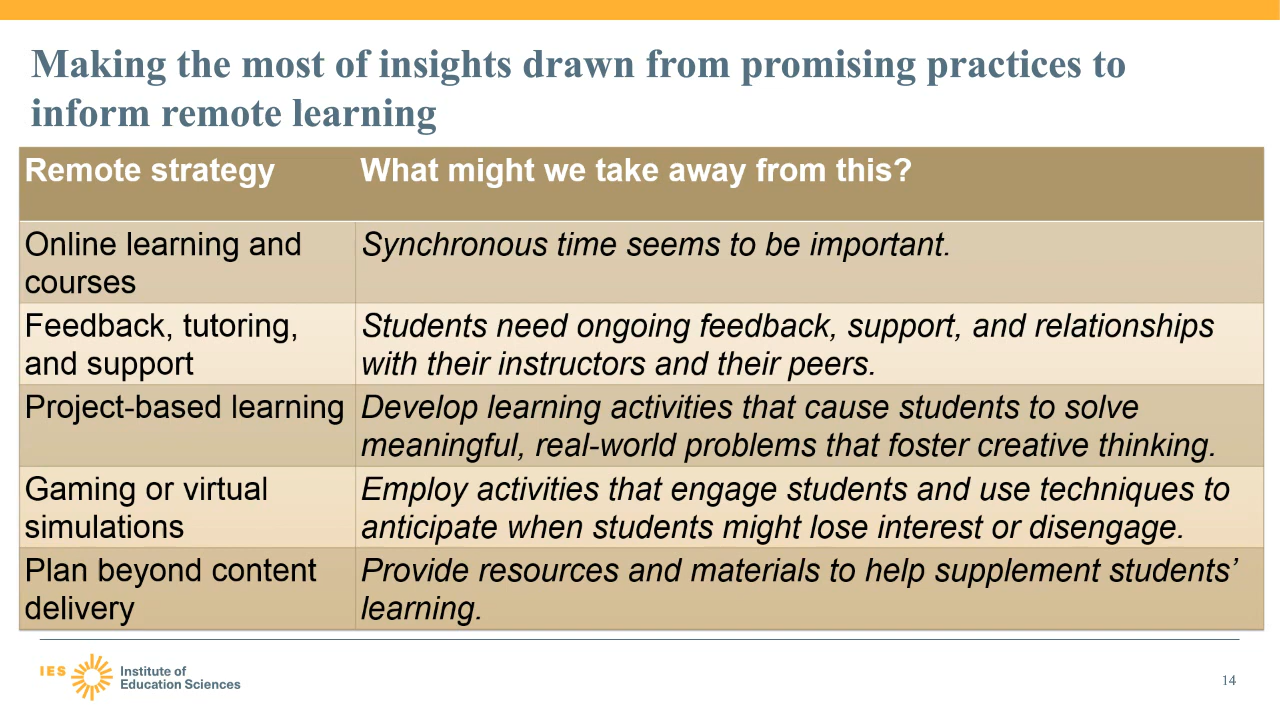 Making the most of insights drawn from promising practices to
inform remote learning
Remote strategy
What might we take away from this?
Online learning and
courses
Synchronous time seems to be important.
Feedback, tutoring,
and support
Students need ongoing feedback, support, and relationships
with their instructors and their peers.
Project-based learning
Develop learning activities that cause students to solve
meaningful, real-world problems that foster creative thinking.
Gaming or virtual
simulations
Employ activities that engage students and use techniques to
anticipate when students might lose interest or disengage.
Plan beyond content
delivery
Provide resources and materials to help supplement students’
learning.
IES
Institute of
Education Sciences
14